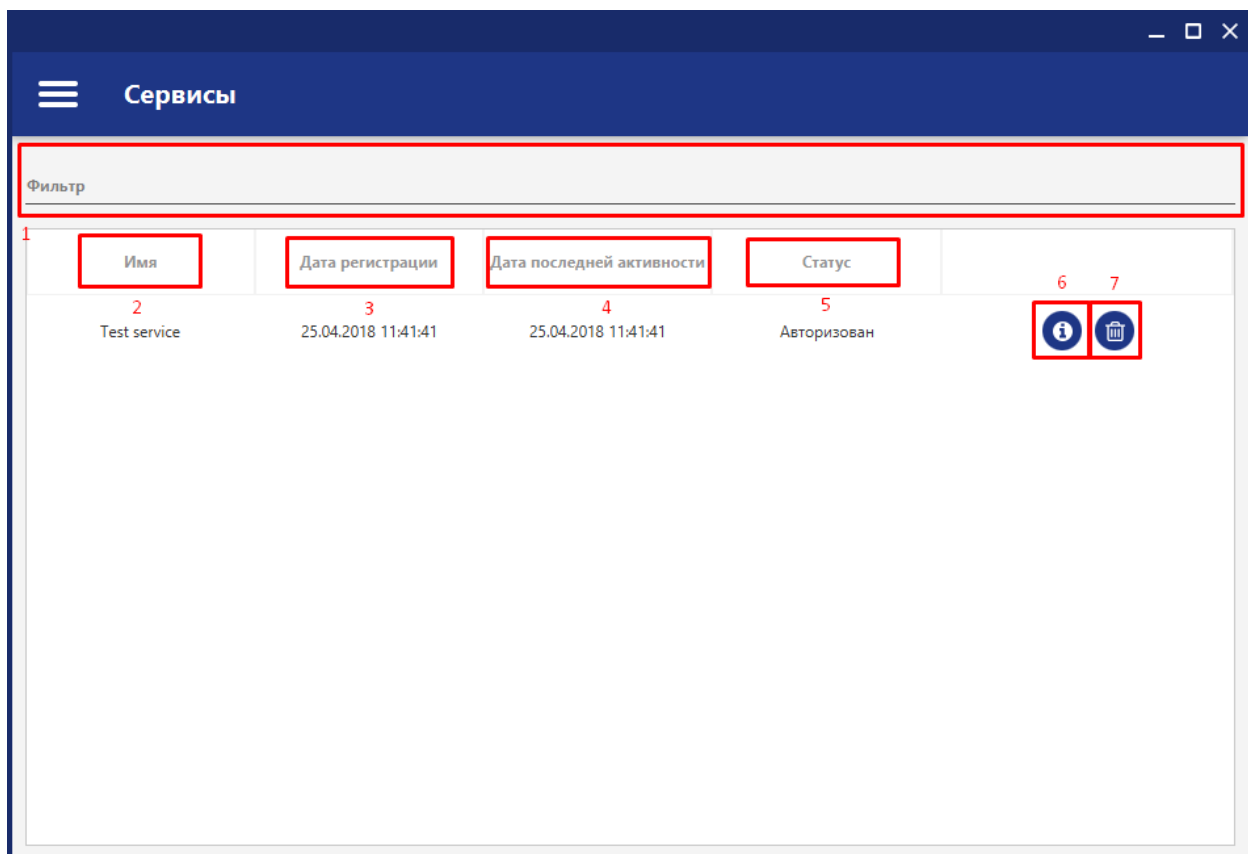 Сервисы
Фильтр
1
Имя Дата регистрации Дата последней активности Статус
6 7
2 3 4 5
Test service 25.04.2018 11:41:41 25.04.2018 11:41:41 Авторизован